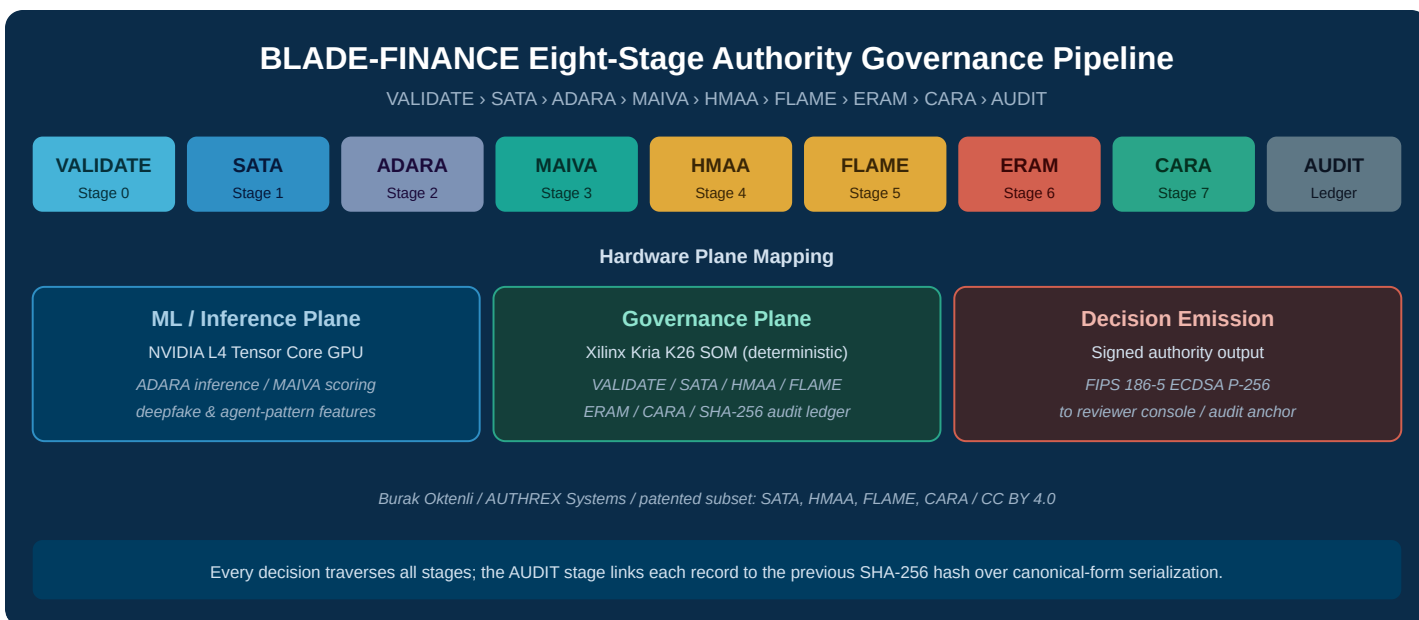 BLADE-FINANCE Eight-Stage Authority Governance Pipeline
VALIDATE › SATA › ADARA › MAIVA › HMAA › FLAME › ERAM › CARA › AUDIT
VALIDATE SATA ADARA MAIVA HMAA FLAME ERAM CARA AUDIT
Stage 0 Stage 1 Stage 2 Stage 3 Stage 4 Stage 5 Stage 6 Stage 7 Ledger
Hardware Plane Mapping
ML / Inference Plane
NVIDIA L4 Tensor Core GPU
ADARA inference / MAIVA scoring
deepfake & agent-pattern features
Governance Plane
Xilinx Kria K26 SOM (deterministic)
VALIDATE / SATA / HMAA / FLAME
ERAM / CARA / SHA-256 audit ledger
Decision Emission
Signed authority output
FIPS 186-5 ECDSA P-256
to reviewer console / audit anchor
Burak Oktenli / AUTHREX Systems / patented subset: SATA, HMAA, FLAME, CARA / CC BY 4.0
Every decision traverses all stages; the AUDIT stage links each record to the previous SHA-256 hash over canonical-form serialization.